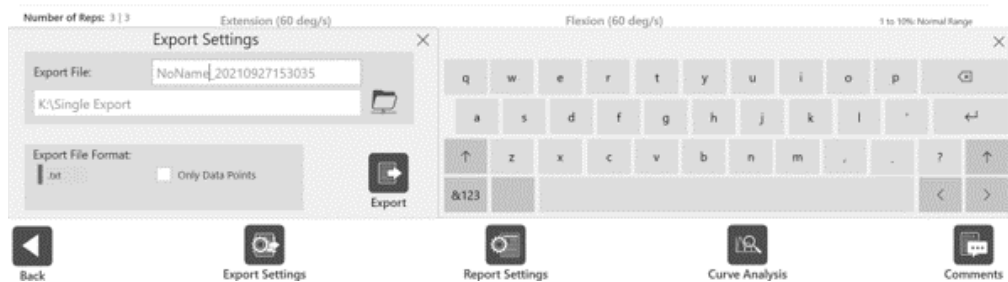 Number of Reps: 3 | 3 Extension (60 deg/s) Flexion (60 deg/s) 1 to 10%: Normal Range
Export Settings
Export File: NoName_20210927153035
K:\Single Export
Export File Format:
.txt Only Data Points
Export
q w e r t y u i o p
a s d f g h j k l '
z x c v b n m , . ?
&123 < >
Back Export Settings Report Settings Curve Analysis Comments